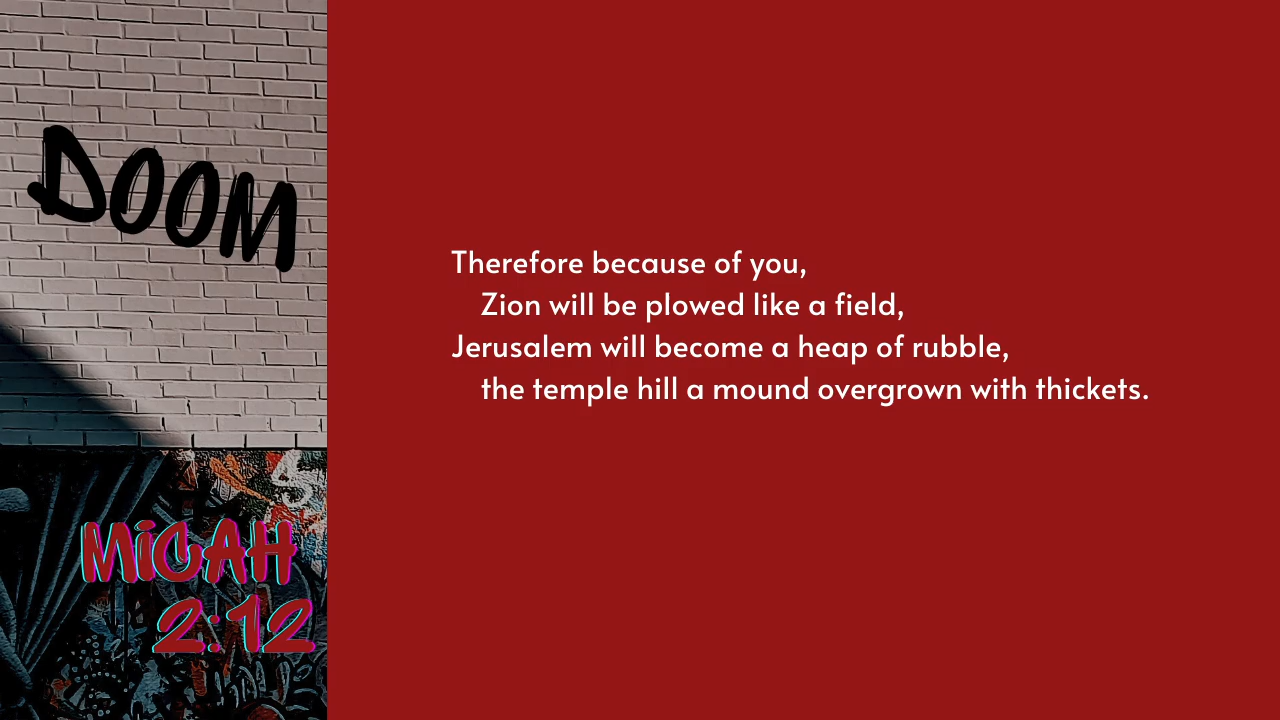 DOOM
MiCAH
2:12
Therefore because of you,
Zion will be plowed like a field,
Jerusalem will become a heap of rubble,
the temple hill a mound overgrown with thickets.